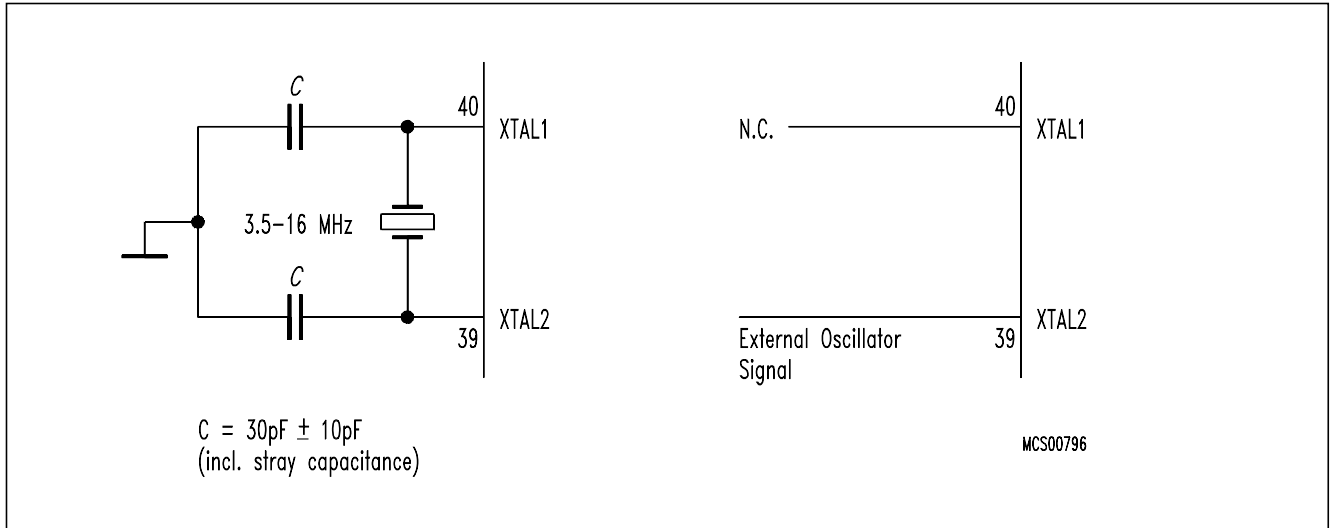 C
40
XTAL1
3.5-16 MHz
C
XTAL2
39
C = 30pF ± 10pF
(incl. stray capacitance)
40
N.C.
XTAL1
XTAL2
External Oscillator
39
Signal
MCS00796